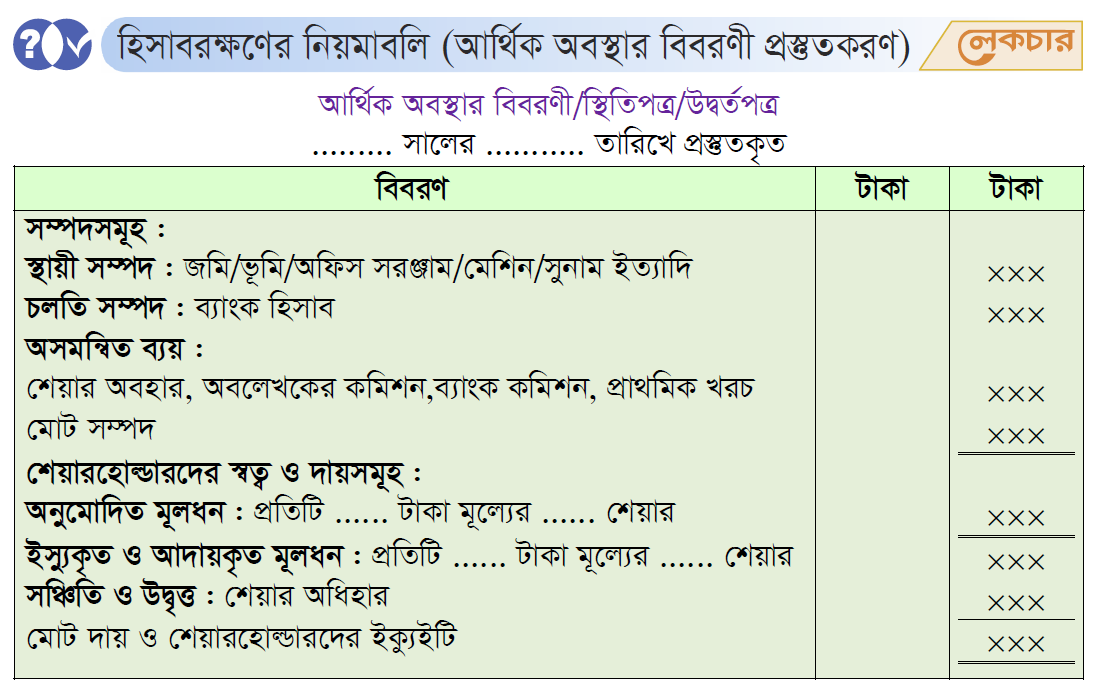 হিসাবরক্ষণের নিয়মাবলি (আর্থিক অবস্থার বিবরণী প্রস্তুতকরণ)
লেকচার
আর্থিক অবস্থার বিবরণী/স্থিতিপত্র/উদ্বর্তপত্র
......... সালের ........... তারিখে প্রস্তুতকৃত
বিবরণ টাকা টাকা
সম্পদসমূহ :
স্থায়ী সম্পদ : জমি/ভূমি/অফিস সরঞ্জাম/মেশিন/সুনাম ইত্যাদি ×××
চলতি সম্পদ : ব্যাংক হিসাব ×××
অসমন্বিত ব্যয় :
শেয়ার অবহার, অবলেখকের কমিশন,ব্যাংক কমিশন, প্রাথমিক খরচ ×××
মোট সম্পদ ×××
শেয়ারহোল্ডারদের স্বত্ব ও দায়সমূহ :
অনুমোদিত মূলধন : প্রতিটি ...... টাকা মূল্যের ...... শেয়ার ×××
ইস্যুকৃত ও আদায়কৃত মূলধন : প্রতিটি ...... টাকা মূল্যের ...... শেয়ার ×××
সঞ্চিতি ও উদ্বৃত্ত : শেয়ার অধিহার ×××
মোট দায় ও শেয়ারহোল্ডারদের ইক্যুইটি ×××